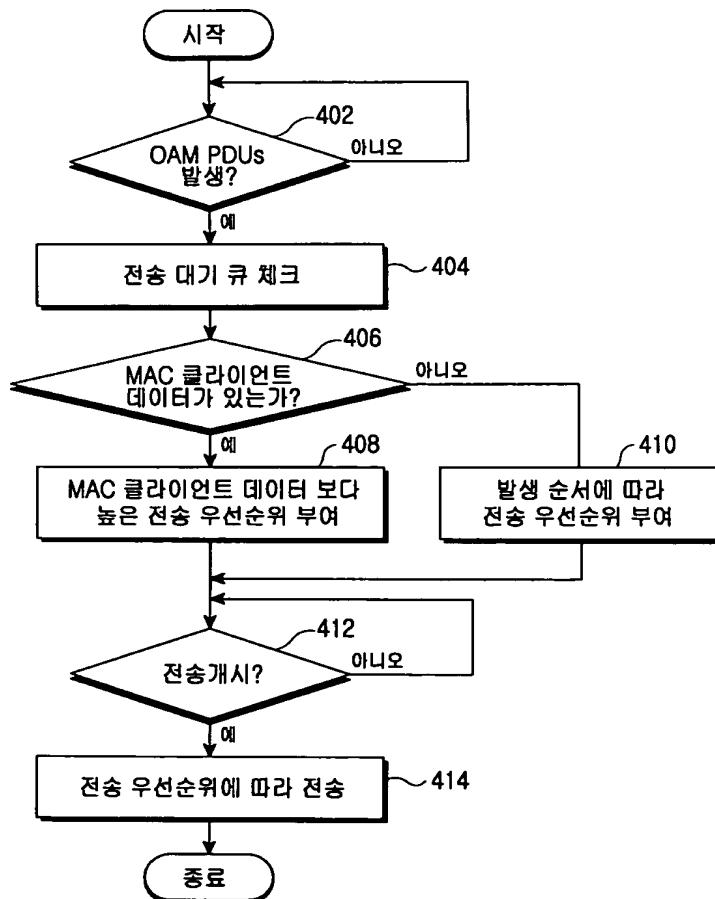 시작
402
OAM PDUs
발생?
아니오
예
전송 대기 큐 체크
404
406
MAC 클라이언트
데이터가 있는가?
아니오
예
408
MAC 클라이언트 데이터 보다
높은 전송 우선순위 부여
410
발생 순서에 따라
전송 우선순위 부여
412
전송개시?
아니오
예
전송 우선순위에 따라 전송
414
종료